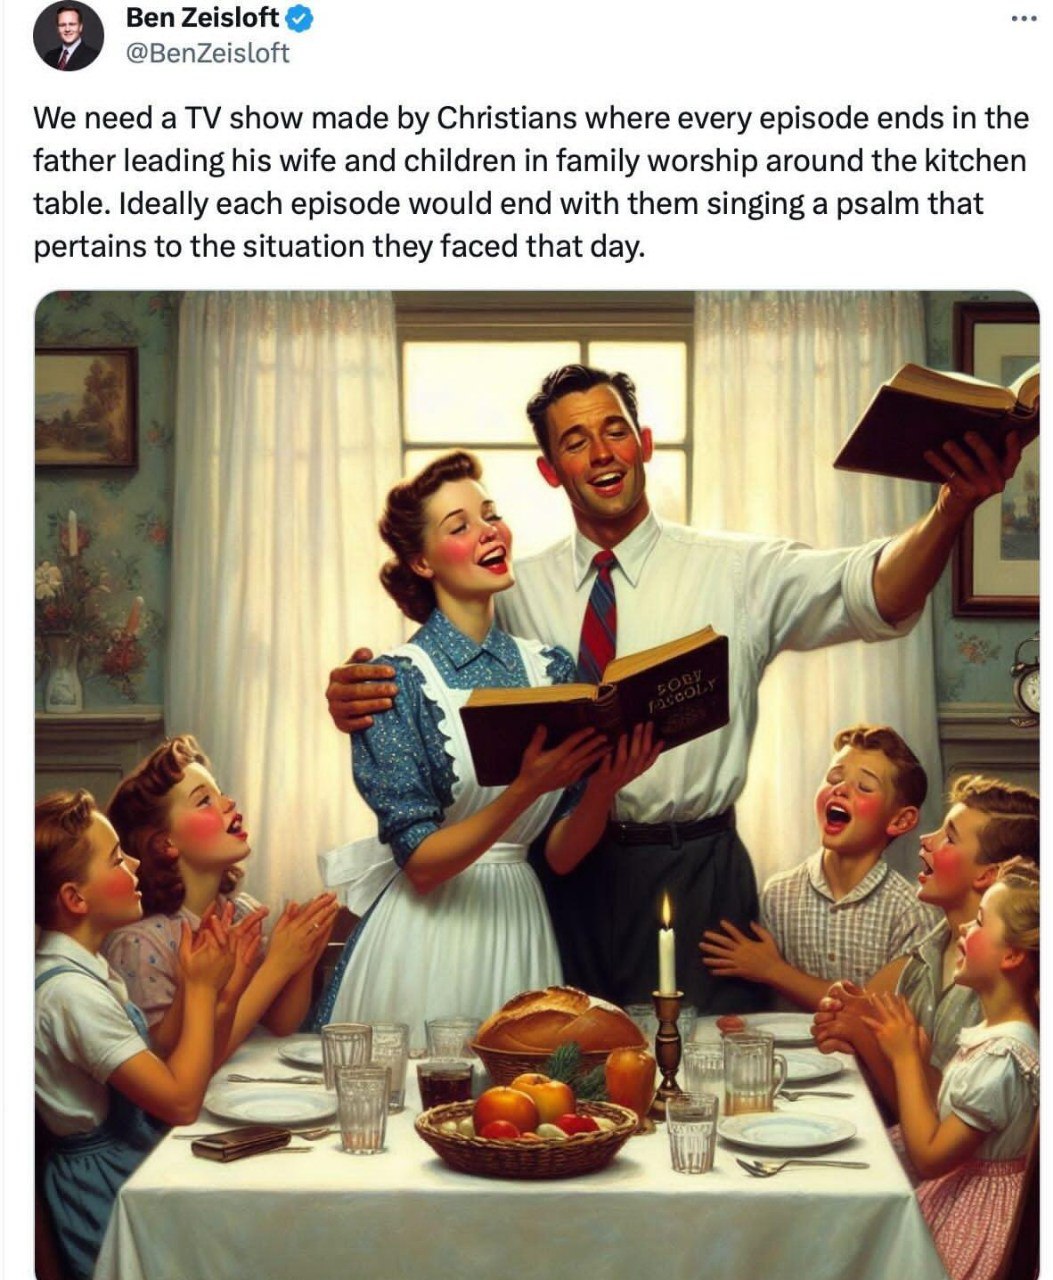 Ben Zeisloft
@BenZeisloft
We need a TV show made by Christians where every episode ends in the
father leading his wife and children in family worship around the kitchen
table. Ideally each episode would end with them singing a psalm that
pertains to the situation they faced that day.